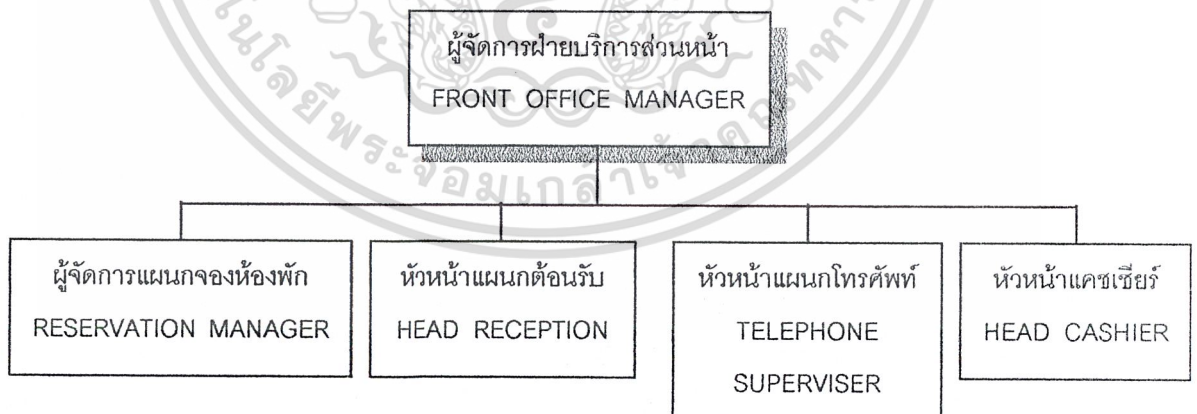 ผู้จัดการฝ่ายบริการส่วนหน้า
FRONT OFFICE MANAGER
ผู้จัดการแผนกจองห้องพัก
RESERVATION MANAGER
หัวหน้าแผนกต้อนรับ
HEAD RECEPTION
หัวหน้าแผนกโทรศัพท์
TELEPHONE
SUPERVISER
หัวหน้าแคชเชียร์
HEAD CASHIER